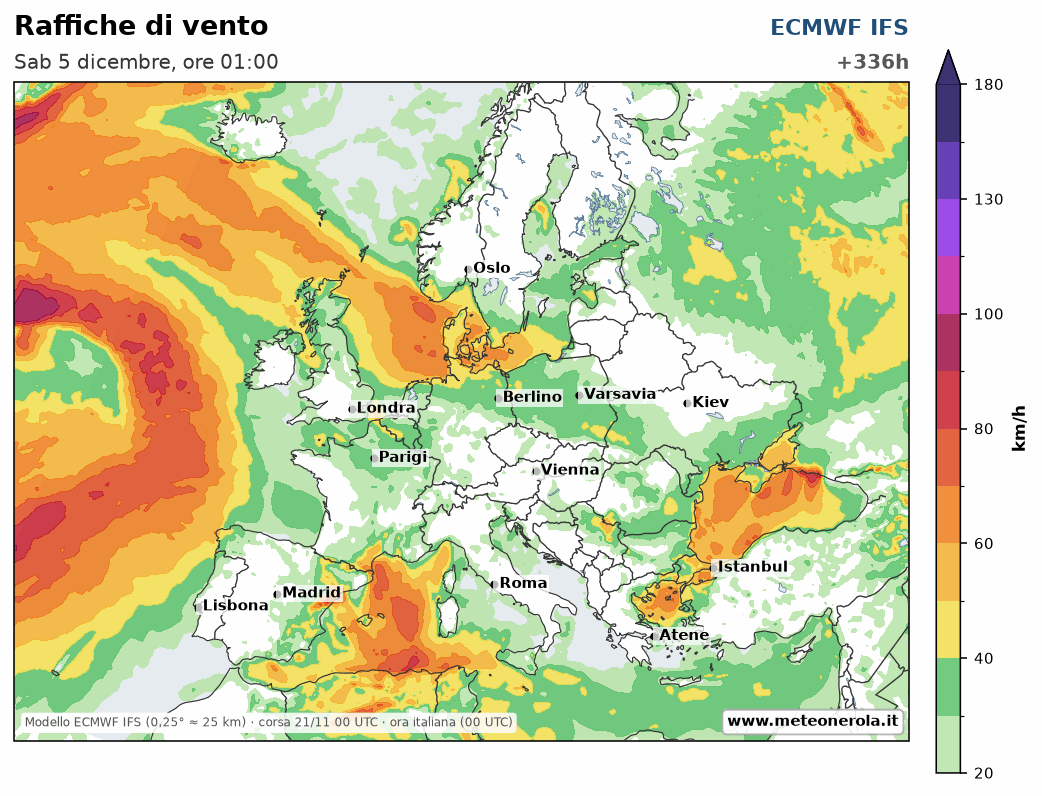 Raffiche di vento
ECMWF IFS
Sab 5 dicembre, ore 01:00
+336h
180
130
100
80
60
40
20
km/h
Oslo
Berlino
Varsavia
Kiev
Londra
Parigi
Vienna
Istanbul
Roma
Madrid
Lisbona
Atene
Modello ECMWF IFS (0,25° ≈ 25 km) · corsa 21/11 00 UTC · ora italiana (00 UTC)
www.meteonerola.it